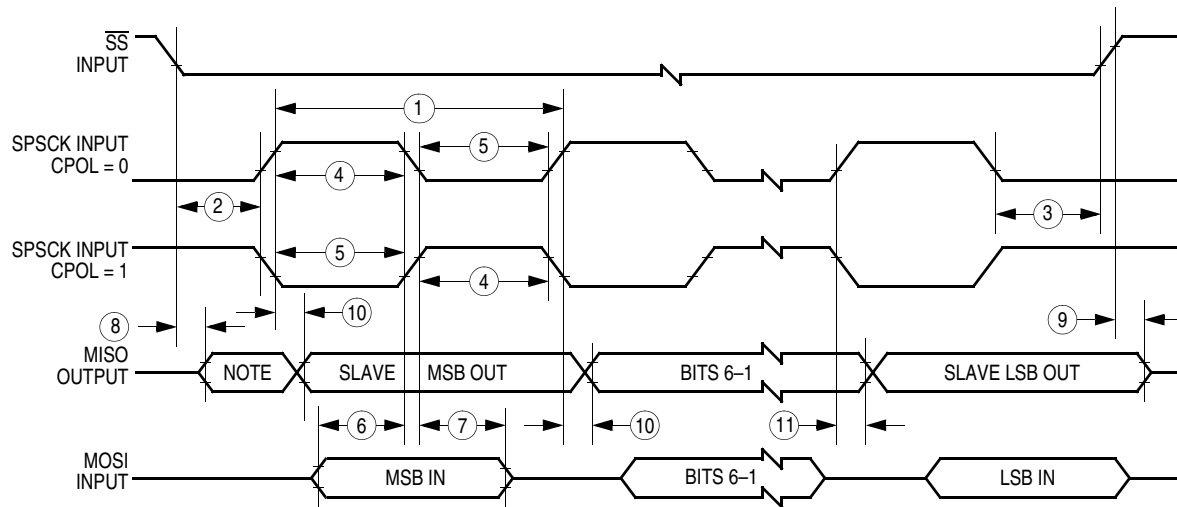 SS
INPUT
1
SPSCK INPUT
CPOL = 0
5
4
2
3
SPSCK INPUT
CPOL = 1
5
4
8
10
9
MISO
OUTPUT
NOTE
SLAVE MSB OUT
BITS 6–1
SLAVE LSB OUT
6
7
10
11
MOSI
INPUT
MSB IN
BITS 6–1
LSB IN